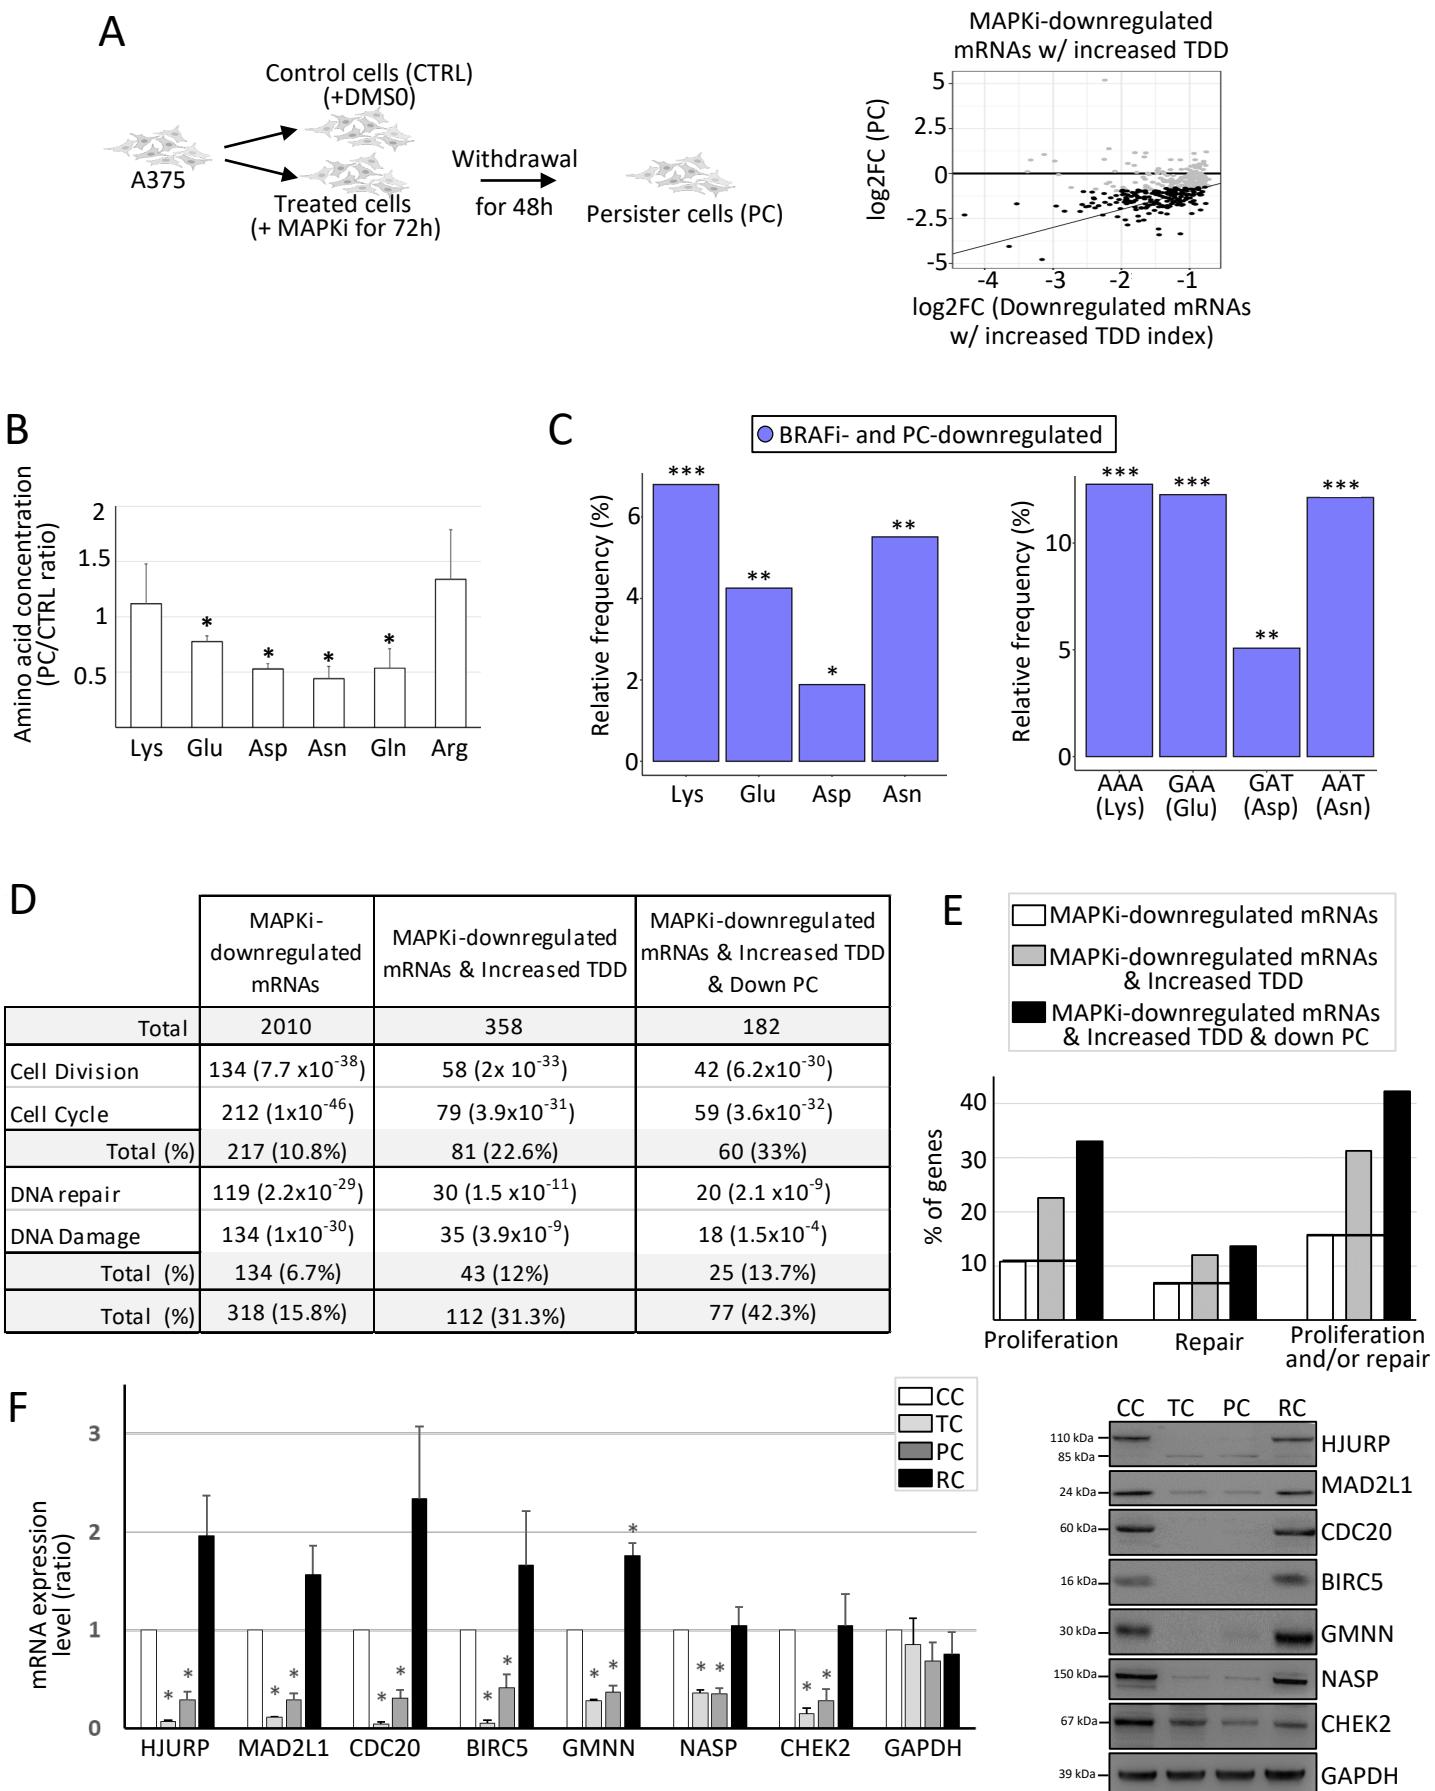 A
Control cells (CTRL)
(+DMS0)
A375
Treated cells
(+ MAPKi for 72h)
Withdrawal
for 48h
Persister cells (PC)
MAPKi-downregulated
mRNAs w/ increased TDD
log2FC (PC)
5
2.5
0
-2.5
-5
-4 -3 -2 -1
log2FC (Downregulated mRNAs
w/ increased TDD index)
B
Amino acid concentration
(PC/CTRL ratio)
2
1.5
1
0.5
* * * *
Lys Glu Asp Asn Gln Arg
C
BRAFi- and PC-downregulated
Relative frequency (%)
6
4
2
0
*** ** * **
Lys Glu Asp Asn
Relative frequency (%)
10
5
0
*** *** ** ***
AAA GAA GAT AAT
(Lys) (Glu) (Asp) (Asn)
D
MAPKi-
downregulated
mRNAs
MAPKi-downregulated
mRNAs & Increased TDD
MAPKi-downregulated
mRNAs & Increased TDD
& Down PC
Total 2010 358 182
Cell Division 134 (7.7 x10-38) 58 (2x 10-33) 42 (6.2x10-30)
Cell Cycle 212 (1x10-46) 79 (3.9x10-31) 59 (3.6x10-32)
Total (%) 217 (10.8%) 81 (22.6%) 60 (33%)
DNA repair 119 (2.2x10-29) 30 (1.5 x10-11) 20 (2.1 x10-9)
DNA Damage 134 (1x10-30) 35 (3.9x10-9) 18 (1.5x10-4)
Total (%) 134 (6.7%) 43 (12%) 25 (13.7%)
Total (%) 318 (15.8%) 112 (31.3%) 77 (42.3%)
E
MAPKi-downregulated mRNAs
MAPKi-downregulated mRNAs
& Increased TDD
MAPKi-downregulated mRNAs
& Increased TDD & down PC
% of genes
40
30
20
10
Proliferation Repair Proliferation
and/or repair
F
mRNA expression
level (ratio)
3
2
1
0
CC
TC
PC
RC
* * * * * * * * * * * * * * *
HJURP MAD2L1 CDC20 BIRC5 GMNN NASP CHEK2 GAPDH
CC TC PC RC
110 kDa HJURP
85 kDa
24 kDa MAD2L1
60 kDa CDC20
16 kDa BIRC5
30 kDa GMNN
150 kDa NASP
67 kDa CHEK2
39 kDa GAPDH